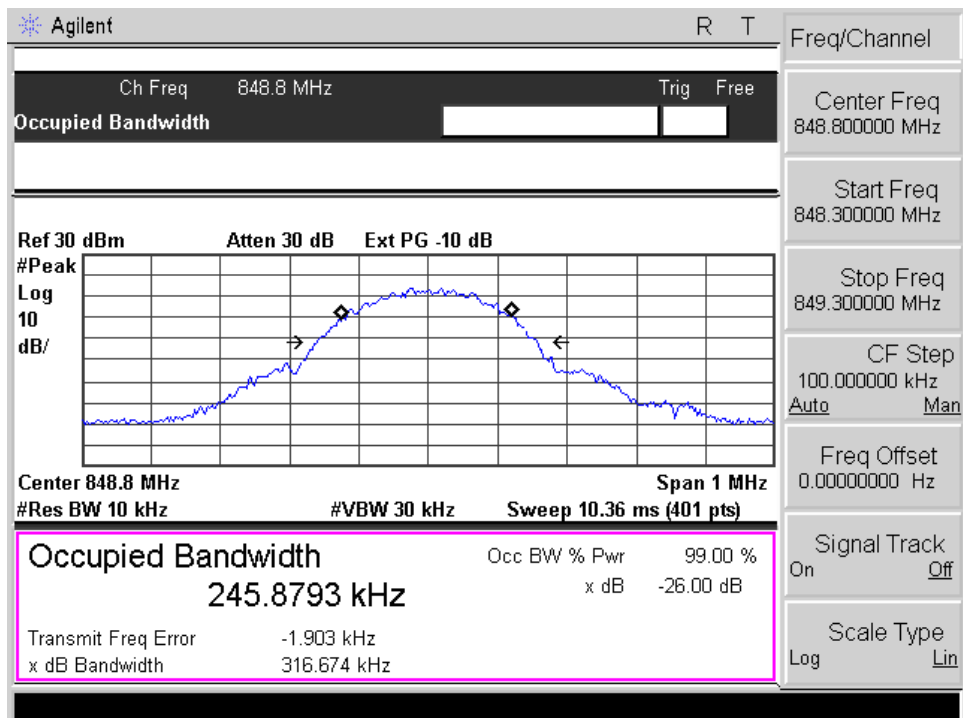 Agilent R T
Ch Freq 848.8 MHz Trig Free
Occupied Bandwidth
Ref 30 dBm Atten 30 dB Ext PG -10 dB
#Peak
Log
10
dB/
Center 848.8 MHz Span 1 MHz
#Res BW 10 kHz #VBW 30 kHz Sweep 10.36 ms (401 pts)
Occupied Bandwidth Occ BW % Pwr 99.00 %
245.8793 kHz x dB -26.00 dB
Transmit Freq Error -1.903 kHz
x dB Bandwidth 316.674 kHz
Freq/Channel
Center Freq
848.800000 MHz
Start Freq
848.300000 MHz
Stop Freq
849.300000 MHz
CF Step
100.000000 kHz
Auto Man
Freq Offset
0.00000000 Hz
Signal Track
On Off
Scale Type
Log Lin